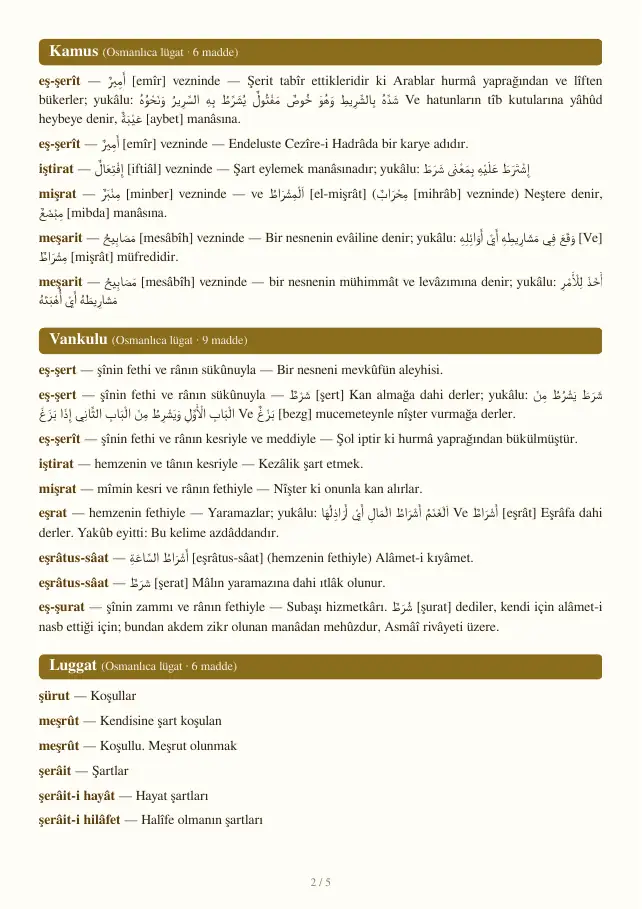 Kamus (Osmanlıca lügat · 6 madde)
eş-şerît — أَمِيرٌ [emîr] vezninde — Şerit tabîr ettikleridir ki Arablar hurmâ yaprağından ve lîften
bükerler; yukâlu: شَدَّهُ بِالشَّرِيطِ وَهُوَ خُوصٌ مَفْتُولٌ يُشَرَّطُ بِهِ السَّرِيرُ وَنَحْوُهُ Ve hatunların tîb kutularına yâhûd
heybeye denir, عَيْبَةٌ [aybet] manâsına.
eş-şerît — أَمِيرٌ [emîr] vezninde — Endeluste Cezîre-i Hadrâda bir karye adıdır.
iştirat — إِفْتِعَالٌ [iftiâl] vezninde — Şart eylemek manâsınadır; yukâlu: إِشْتَرَطَ عَلَيْهِ بِمَعْنَى شَرَطَ
mişrat — مِنْبَرٌ [minber] vezninde — ve اَلْمِشْرَاطُ [el-mişrât] (مِحْرَابٌ [mihrâb] vezninde) Neştere denir,
مِبْضَعٌ [mibda] manâsına.
meşarit — مَصَابِيحُ [mesâbîh] vezninde — Bir nesnenin evâiline denir; yukâlu: وَقَعَ فِي مَشَارِيطِهِ أَيْ أَوَائِلِهِ [Ve]
مِشْرَاطٌ [mişrât] müfredidir.
meşarit — مَصَابِيحُ [mesâbîh] vezninde — bir nesnenin mühimmât ve levâzımına denir; yukâlu: أَخَذَ لِلْأَمْرِ
مَشَارِيطَهُ أَيْ أُهْبَتَهُ
Vankulu (Osmanlıca lügat · 9 madde)
eş-şert — şînin fethi ve rânın sükûnuyla — Bir nesneni mevkûfün aleyhisi.
eş-şert — şînin fethi ve rânın sükûnuyla — شَرْطٌ [şert] Kan almağa dahi derler; yukâlu: شَرَطَ يَشْرُطُ مِنَ
الْبَابِ الْأَوَّلِ وَيَشْرِطُ مِنَ الْبَابِ الثَّانِي إِذَا بَزَغَ Ve بَزْغٌ [bezg] mucemeteynle nîşter vurmağa derler.
eş-şerît — şînin fethi ve rânın kesriyle ve meddiyle — Şol iptir ki hurmâ yaprağından bükülmüştür.
iştirat — hemzenin ve tânın kesriyle — Kezâlik şart etmek.
mişrat — mîmin kesri ve rânın fethiyle — Nîşter ki onunla kan alırlar.
eşrat — hemzenin fethiyle — Yaramazlar; yukâlu: اَلْغَنَمُ أَشْرَاطُ الْمَالِ أَيْ أَرَاذِلُهَا Ve أَشْرَاطٌ [eşrât] Eşrâfa dahi
derler. Yakûb eyitti: Bu kelime azdâddandır.
eşrâtus-sâat — أَشْرَاطُ السَّاعَةِ [eşrâtus-sâat] (hemzenin fethiyle) Alâmet-i kıyâmet.
eşrâtus-sâat — شَرَطٌ [şerat] Mâlın yaramazına dahi ıtlâk olunur.
eş-şurat — şînin zammı ve rânın fethiyle — Subaşı hizmetkârı. شُرَطٌ [şurat] dediler, kendi için alâmet-i
nasb ettiği için; bundan akdem zikr olunan manâdan mehûzdur, Asmâî rivâyeti üzere.
Luggat (Osmanlıca lügat · 6 madde)
şürut — Koşullar
meşrût — Kendisine şart koşulan
meşrût — Koşullu. Meşrut olunmak
şerâit — Şartlar
şerâit-i hayât — Hayat şartları
şerâit-i hilâfet — Halîfe olmanın şartları
2 / 5